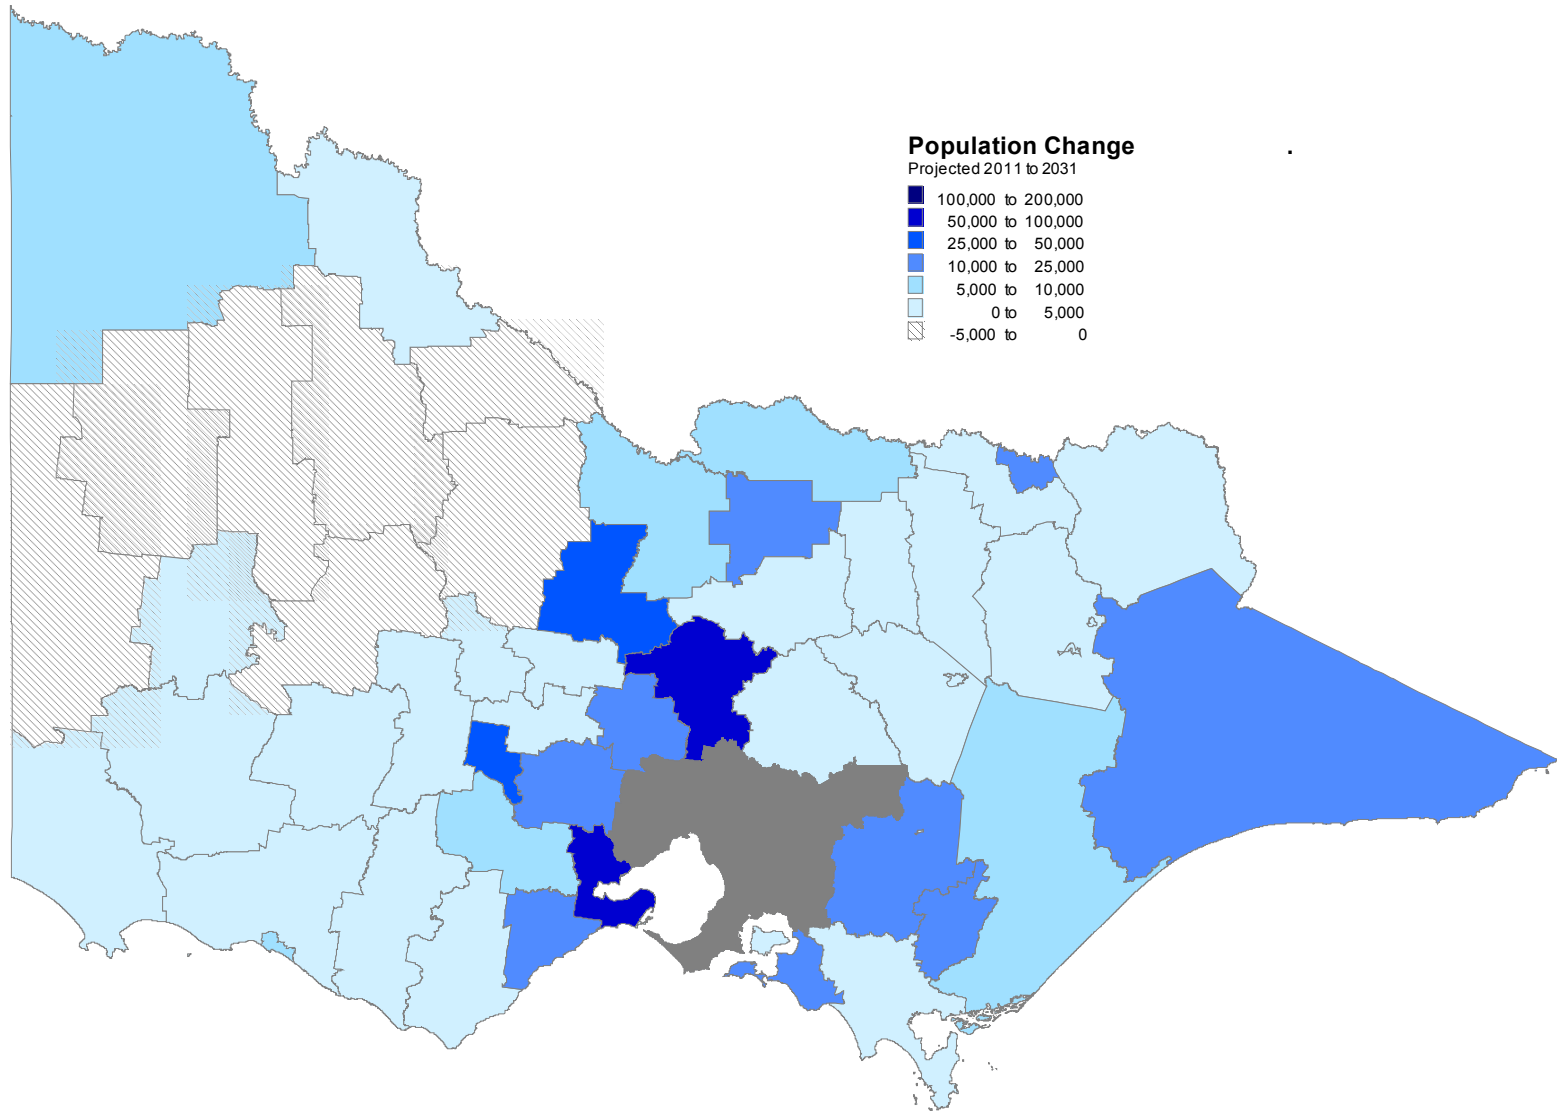 Population Change .
Projected 2011 to 2031
100,000 to 200,000
50,000 to 100,000
25,000 to 50,000
10,000 to 25,000
5,000 to 10,000
0 to 5,000
-5,000 to 0